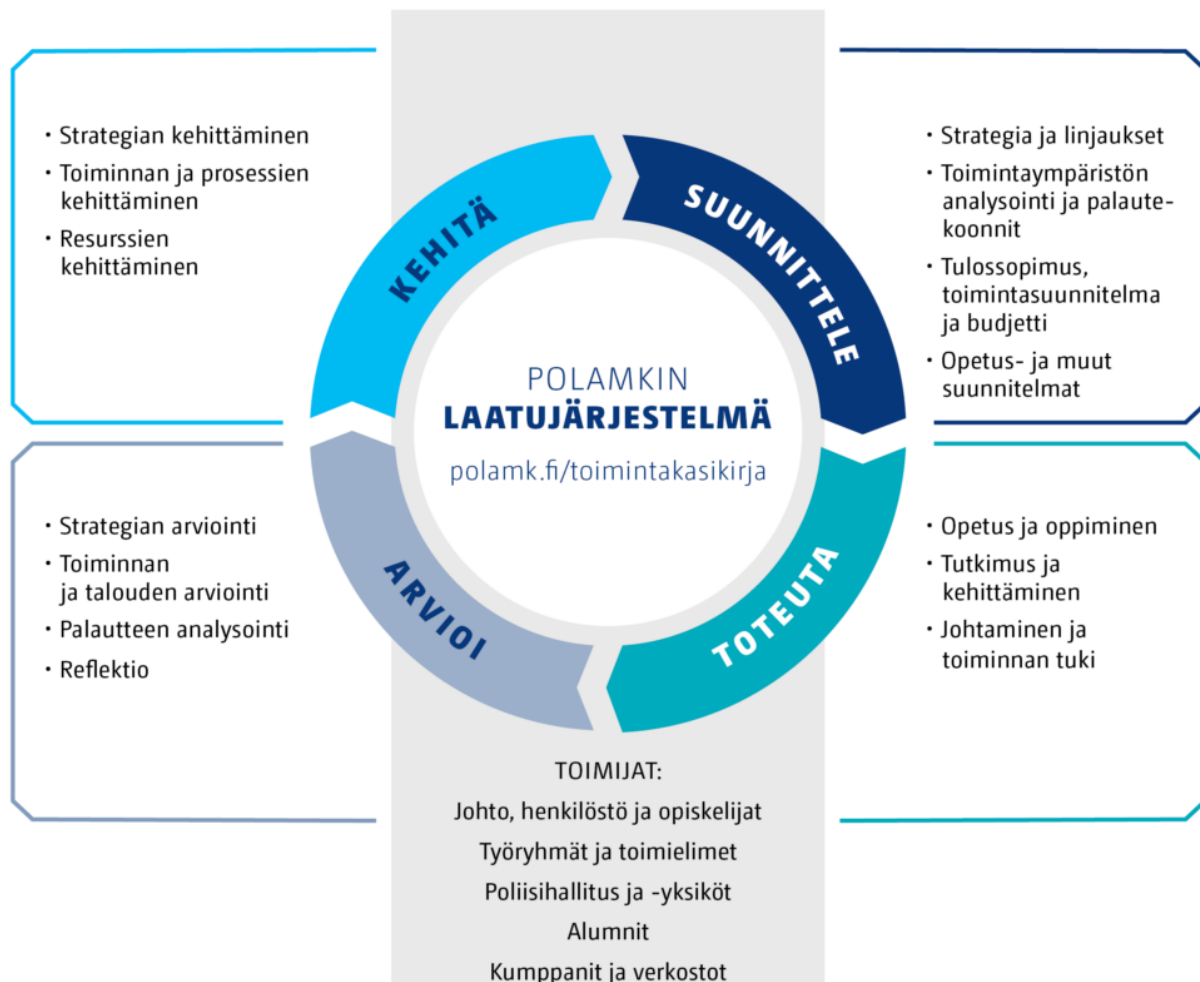 · Strategian kehittäminen
· Toiminnan ja prosessien
kehittäminen
· Resurssien
kehittäminen
KEHITÄ
SUUNNITTELE
· Strategia ja linjaukset
· Toimintaympäristön
analysointi ja palaute-
koonnit
· Tulossopimus,
toimintasuunnitelma
ja budjetti
· Opetus- ja muut
suunnitelmat
POLAMKIN
LAATUJÄRJESTELMÄ
polamk.fi/toimintakasikirja
· Strategian arviointi
· Toiminnan
ja talouden arviointi
· Palautteen analysointi
· Reflektio
ARVIOI
TOTEUTA
· Opetus ja oppiminen
· Tutkimus ja
kehittäminen
· Johtaminen ja
toiminnan tuki
TOIMIJAT:
Johto, henkilöstö ja opiskelijat
Työryhmät ja toimielimet
Poliisihallitus ja -yksiköt
Alumnit
Kumppanit ja verkostot